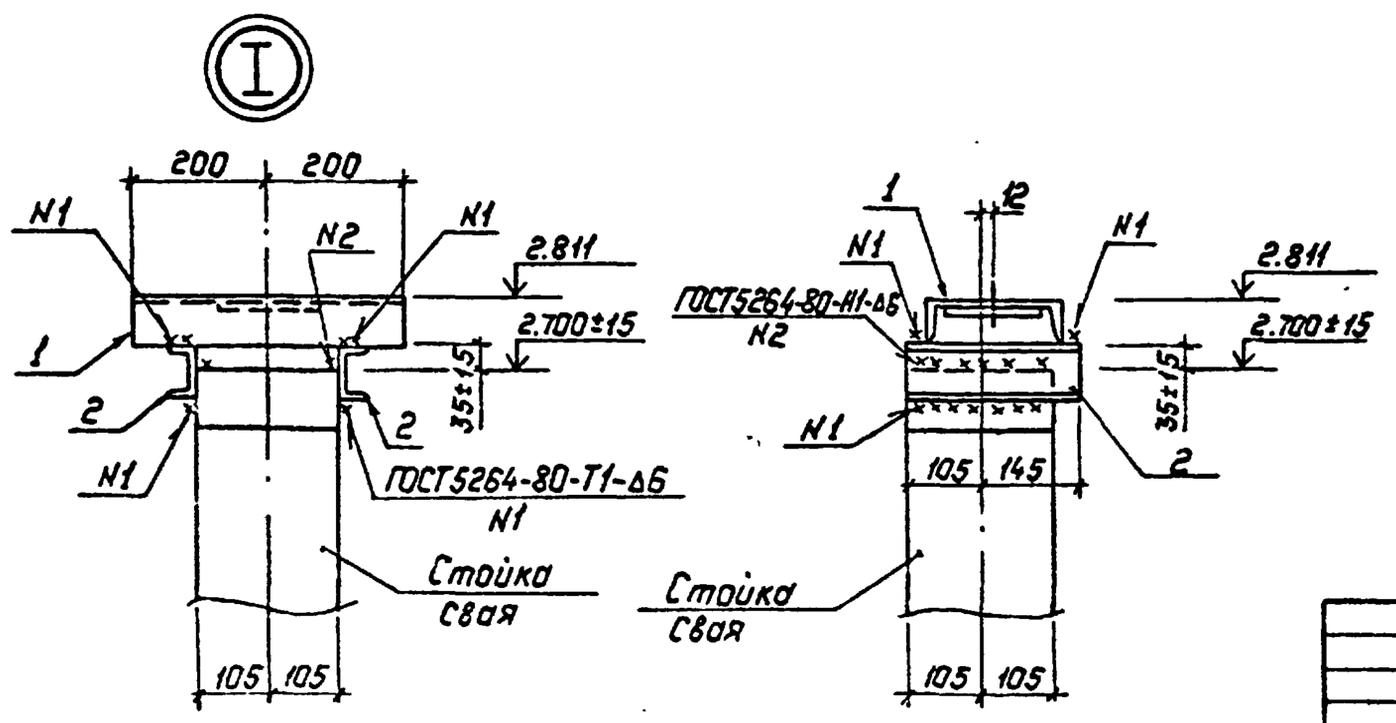 I
200 200
N1
N2
N1
2.811
2.700±15
1
35±15
2
2
N1
ГОСТ5264-80-Т1-Δ6
N1
Стойка
свая
105 105
1
12
N1
N1
2.811
ГОСТ5264-80-Н1-Δ6
N2
2.700±15
35±15
N1
2
105 145
Стойка
свая
105 105